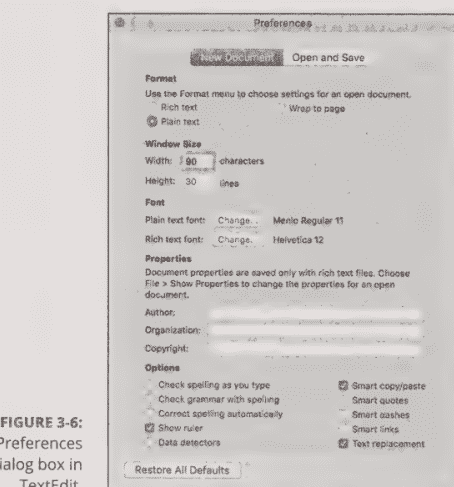 Preferences
New Document Open and Save
Format
Use the Format menu to choose settings for an open document.
Rich text Wrap to page
Plain text
Window Size
Width: 90 characters
Height: 30 lines
Font
Plain text font: Change... Menlo Regular 11
Rich text font: Change... Helvetica 12
Properties
Document properties are saved only with rich text files. Choose
File > Show Properties to change the properties for an open
document.
Author:
Organization:
Copyright:
Options
Check spelling as you type Smart copy/paste
Check grammar with spelling Smart quotes
Correct spelling automatically Smart dashes
Show ruler Smart links
Data detectors Text replacement
Restore All Defaults
FIGURE 3-6:
Preferences
dialog box in
TextEdit.